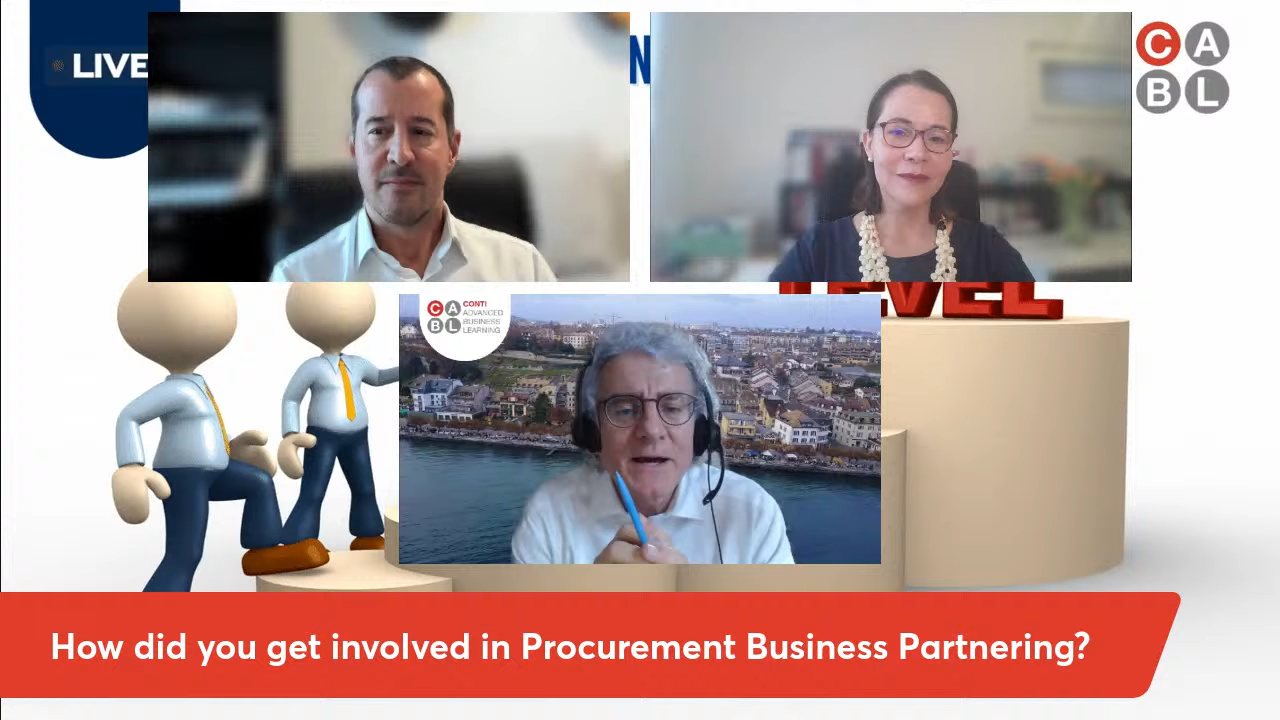 LIVE
N
C A
B L
C A CONTI
ADVANCED
B L BUSINESS
LEARNING
LEVEL
How did you get involved in Procurement Business Partnering?